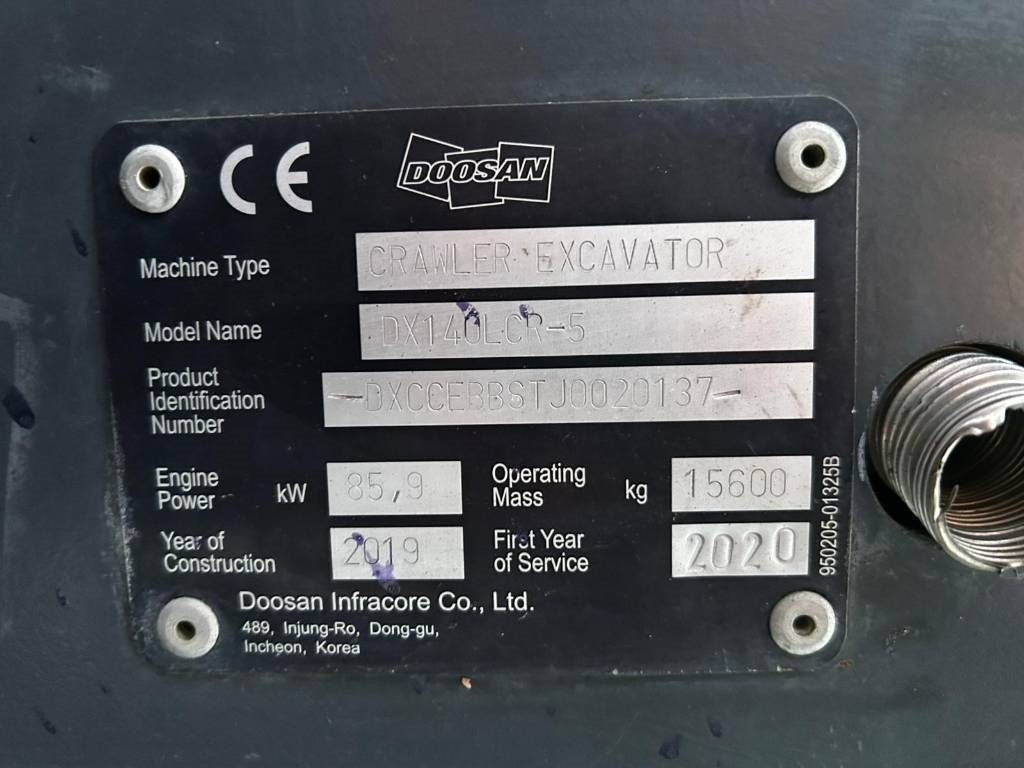 CE DOOSAN
Machine Type CRAWLER EXCAVATOR
Model Name DX140LCR-5
Product
Identification
Number
-DXCCEBBSTJ0020137-
Engine
Power kW 85,9
Operating
Mass kg 15600
Year of
Construction 2019
First Year
of Service 2020
Doosan Infracore Co., Ltd.
489, Injung-Ro, Dong-gu,
Incheon, Korea
950205-01325B